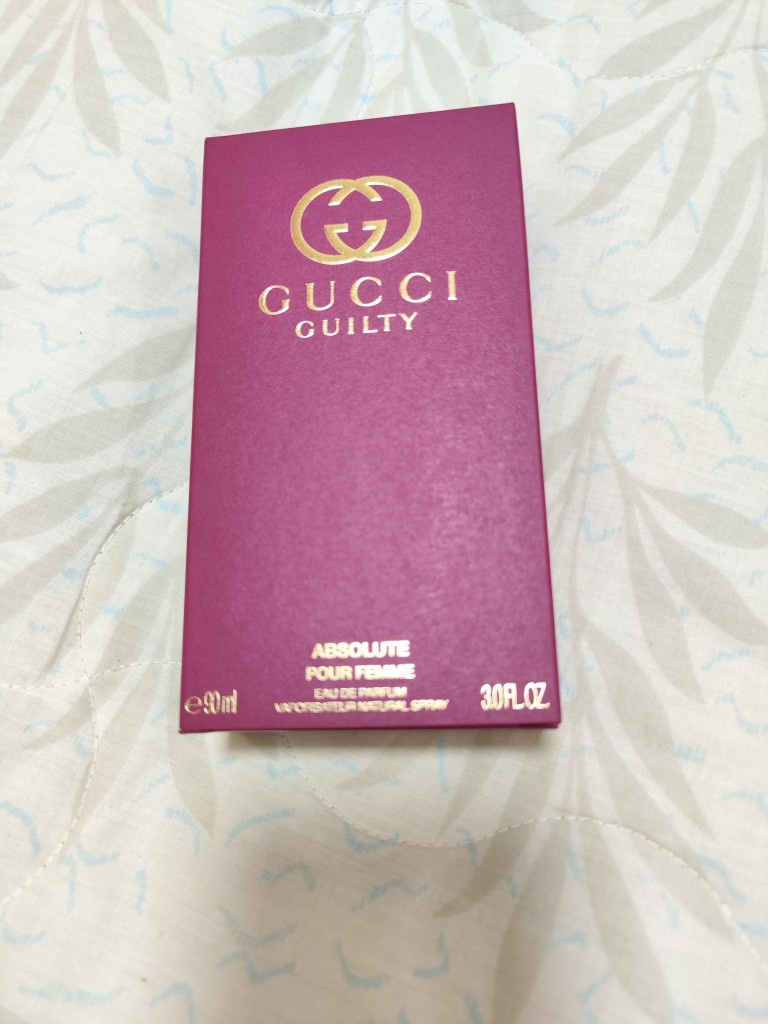 GUCCI
GUILTY
ABSOLUTE
POUR FEMME
EAU DE PARFUM
VAPORISATEUR NATURAL SPRAY
e 90 ml
3.0 FL. OZ.